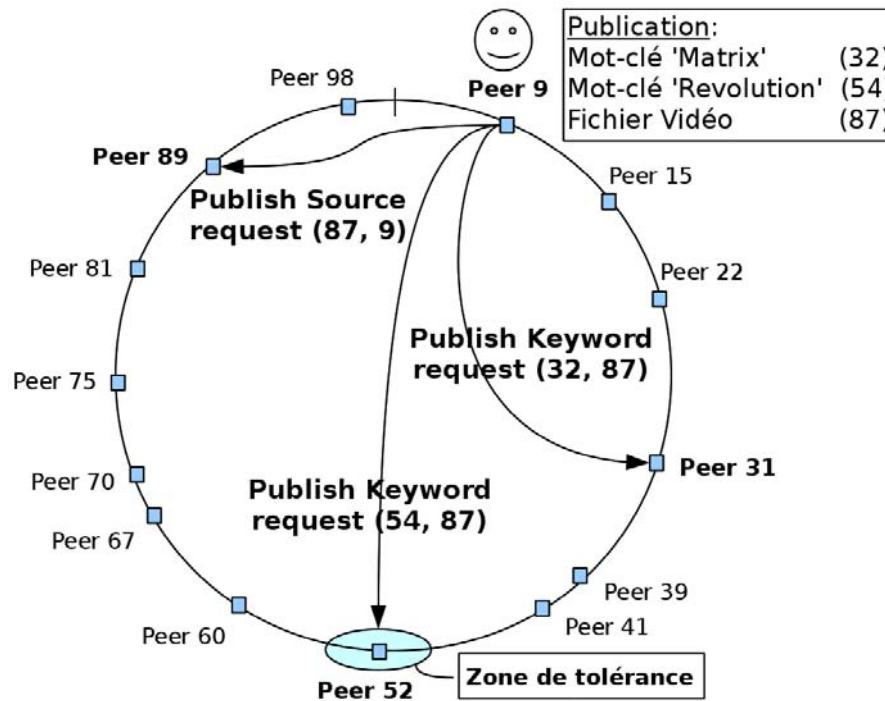 Publication:
Mot-clé 'Matrix' (32)
Mot-clé 'Revolution' (54)
Fichier Vidéo (87)
Peer 98
Peer 9
Peer 89
Peer 15
Publish Source
request (87, 9)
Peer 81
Peer 22
Publish Keyword
request (32, 87)
Peer 75
Peer 31
Peer 70
Publish Keyword
request (54, 87)
Peer 67
Peer 39
Peer 41
Peer 60
Zone de tolérance
Peer 52